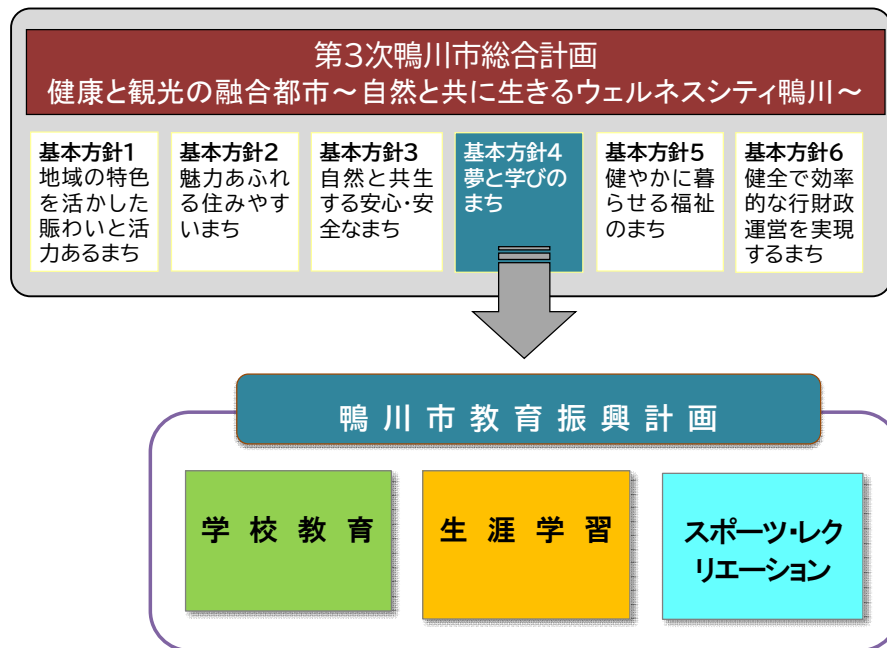 第3次鴨川市総合計画
健康と観光の融合都市～自然と共に生きるウェルネスシティ鴨川～
基本方針1
地域の特色
を活かした
賑わいと活
力あるまち
基本方針2
魅力あふれ
る住みやす
いまち
基本方針3
自然と共生
する安心・安
全なまち
基本方針4
夢と学びの
まち
基本方針5
健やかに暮
らせる福祉
のまち
基本方針6
健全で効率
的な行財政
運営を実現
するまち
鴨川市教育振興計画
学校教育
生涯学習
スポーツ・レク
リエーション